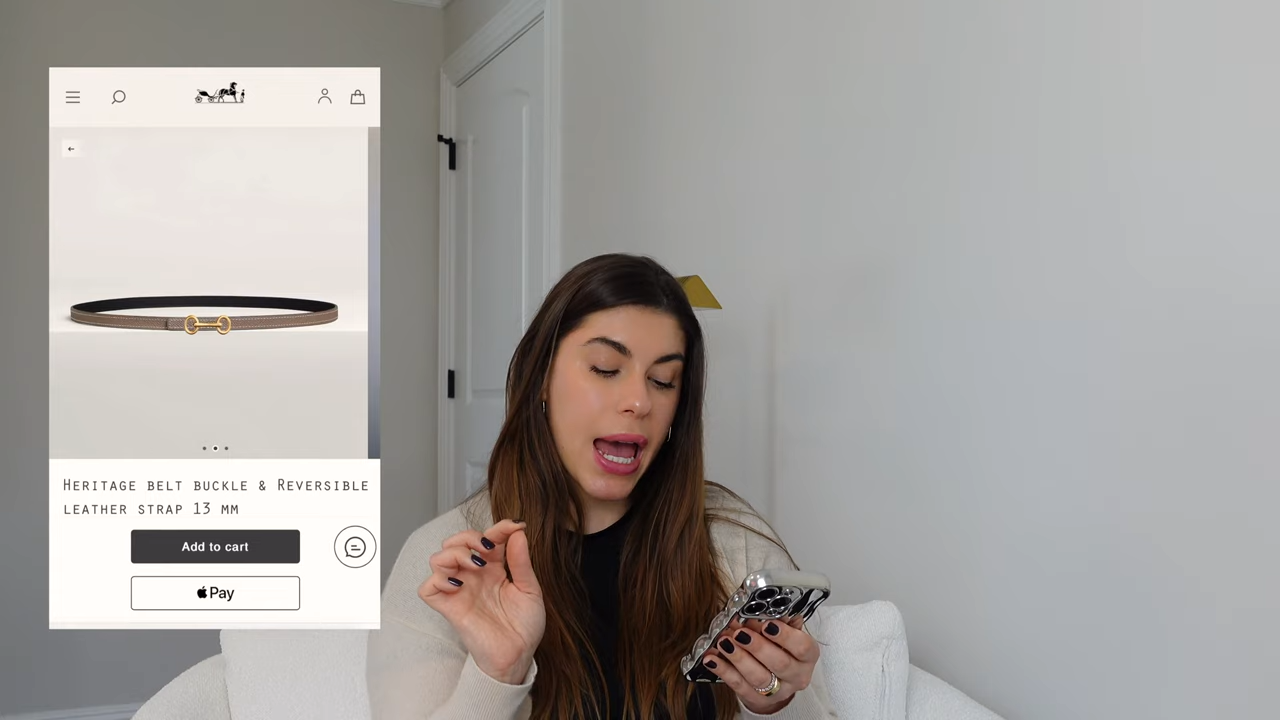 Heritage belt buckle & Reversible
leather strap 13 mm
Add to cart
Pay